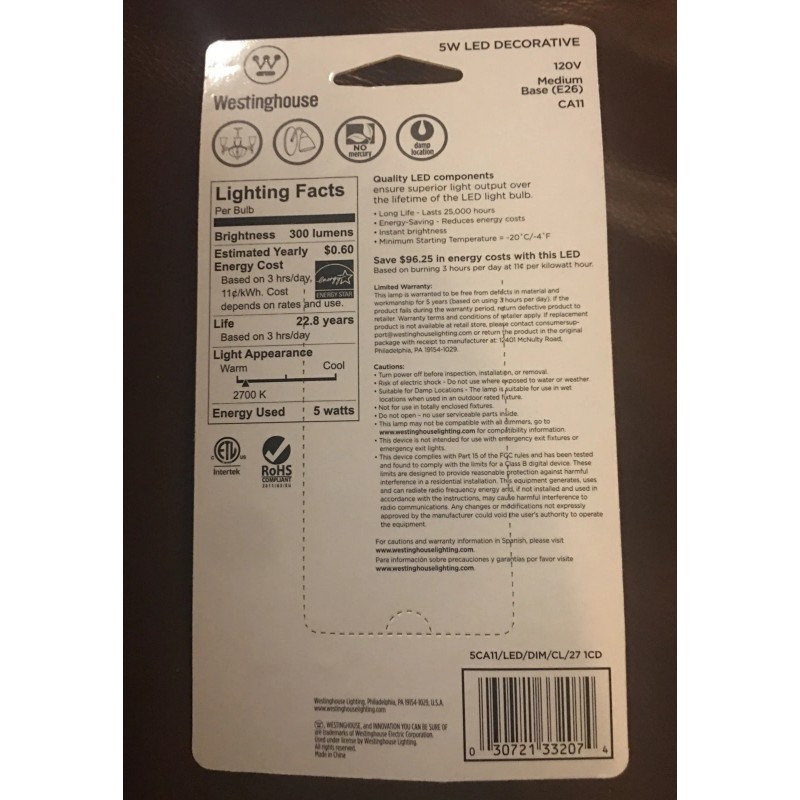 Westinghouse
5W LED DECORATIVE
120V
Medium
Base (E26)
CA11
NO
mercury
damp
location
Lighting Facts
Per Bulb
Brightness 300 lumens
Estimated Yearly $0.60
Energy Cost
Based on 3 hrs/day,
11¢/kWh. Cost
depends on rates and use.
energy
ENERGY STAR
Life 22.8 years
Based on 3 hrs/day
Light Appearance
Warm Cool
2700 K
Energy Used 5 watts
C ETL US
Intertek
RoHS
COMPLIANT
2011/65/EU
Quality LED components
ensure superior light output over
the lifetime of the LED light bulb.
• Long Life - Lasts 25,000 hours
• Energy-Saving - Reduces energy costs
• Instant brightness
• Minimum Starting Temperature = -20˚C/-4˚F
Save $96.25 in energy costs with this LED
Based on burning 3 hours per day at 11¢ per kilowatt hour.
Limited Warranty:
This lamp is warranted to be free from defects in material and
workmanship for 5 years (based on using 3 hours per day). If the
product fails during the warranty period, return defective product to
retailer. Warranty terms and conditions of retailer apply. If replacement
product is not available at retail store, please contact consumersup-
port@westinghouselighting.com or return the product in the original
package with receipt to manufacturer at: 12401 McNulty Road,
Philadelphia, PA 19154-1029.
Cautions:
• Turn power off before inspection, installation, or removal.
• Risk of electric shock - Do not use where exposed to water or weather.
• Suitable for Damp Locations - The lamp is suitable for use in wet
locations when used in an outdoor rated fixture.
• Not for use in totally enclosed fixtures.
• Do not open - no user serviceable parts inside.
• This lamp may not be compatible with all dimmers, go to
www.westinghouselighting.com for compatibility information.
• This device is not intended for use with emergency exit fixtures or
emergency exit lights.
• This device complies with Part 15 of the FCC rules and has been tested
and found to comply with the limits for a Class B digital device. These
limits are designed to provide reasonable protection against harmful
interference in a residential installation. This equipment generates, uses
and can radiate radio frequency energy and, if not installed and used in
accordance with the instructions, may cause harmful interference to
radio communications. Any changes or modifications not expressly
approved by the manufacturer could void the user's authority to operate
the equipment.
For cautions and warranty information in Spanish, please visit
www.westinghouselighting.com.
Para información sobre precauciones y garantías por favor visite
www.westinghouselighting.com.
5CA11/LED/DIM/CL/27 1CD
0 30721 33207 4
Westinghouse Lighting, Philadelphia, PA 19154-1029, U.S.A.
www.westinghouselighting.com
, WESTINGHOUSE, and INNOVATION YOU CAN BE SURE OF
are trademarks of Westinghouse Electric Corporation.
Used under license by Westinghouse Lighting.
All rights reserved.
Made in China